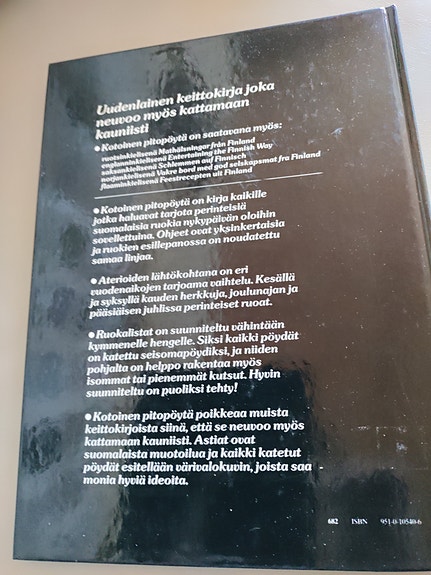 Uudenlainen keittokirja joka
neuvoo myös kattamaan
kauniisti
● Kotoinen pitopöytä on saatavana myös:
ruotsinkielisenä Mathälsningar från Finland
englanninkielisenä Entertaining the Finnish Way
saksankielisenä Schlemmen auf Finnisch
norjankielisenä Vakre bord med god selskapsmat fra Finland
flaaminkielisenä Feestrecepten uit Finland
● Kotoinen pitopöytä on kirja kaikille
jotka haluavat tarjota perinteisiä
suomalaisia ruokia nykypäivän oloihin
sovellettuina. Ohjeet ovat yksinkertaisia
ja ruokien esillepanossa on noudatettu
samaa linjaa.
● Aterioiden lähtökohtana on eri
vuodenaikojen tarjoama vaihtelu. Kesällä
ja syksyllä kauden herkkuja, joulunajan ja
pääsiäisen juhlissa perinteiset ruoat.
● Ruokalistat on suunniteltu vähintään
kymmenelle hengelle. Siksi kaikki pöydät
on katettu seisomapöydiksi, ja niiden
pohjalta on helppo rakentaa myös
isommat tai pienemmät kutsut. Hyvin
suunniteltu on puoliksi tehty!
● Kotoinen pitopöytä poikkeaa muista
keittokirjoista siinä, että se neuvoo myös
kattamaan kauniisti. Astiat ovat
suomalaista muotoilua ja kaikki katetut
pöydät esitellään värivalokuvin, joista saa
monia hyviä ideoita.
682 ISBN 951-0-10540-6